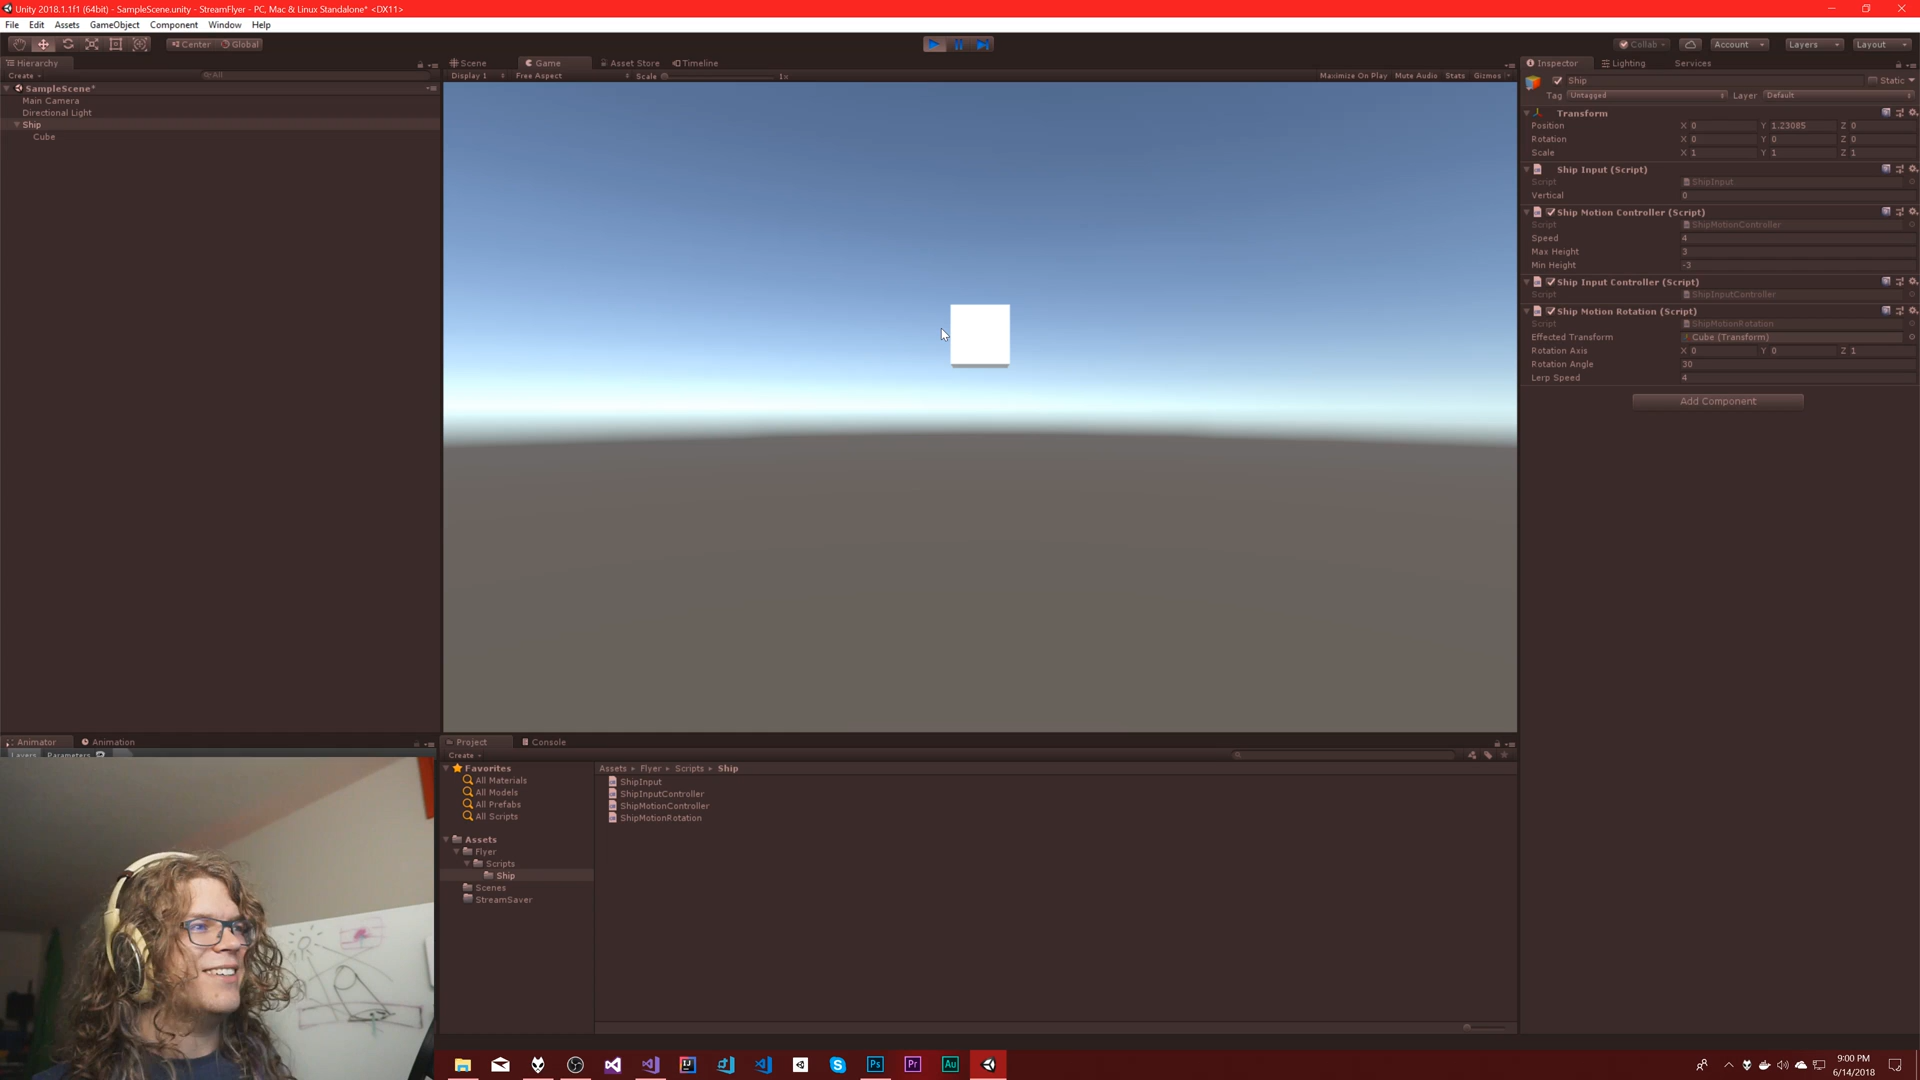 Unity 2018.1.1f1 (64bit) - SampleScene.unity - StreamFlyer - PC, Mac & Linux Standalone* <DX11>
File Edit Assets GameObject Component Window Help
Center Global
Collab Account Layers Layout
Hierarchy
Create All
SampleScene*
Main Camera
Directional Light
Ship
Cube
Scene Game Asset Store Timeline
Display 1 Free Aspect Scale 1x Maximize On Play Mute Audio Stats Gizmos
Inspector Lighting Services
Ship Static
Tag Untagged Layer Default
Transform
Position X 0 Y 1.23085 Z 0
Rotation X 0 Y 0 Z 0
Scale X 1 Y 1 Z 1
Ship Input (Script)
Script ShipInput
Vertical 0
Ship Motion Controller (Script)
Script ShipMotionController
Speed 4
Max Height 3
Min Height -3
Ship Input Controller (Script)
Script ShipInputController
Ship Motion Rotation (Script)
Script ShipMotionRotation
Effected Transform Cube (Transform)
Rotation Axis X 0 Y 0 Z 1
Rotation Angle 30
Lerp Speed 4
Add Component
Animator Animation
Layers Parameters
Project Console
Create
Favorites
All Materials
All Models
All Prefabs
All Scripts
Assets
Flyer
Scripts
Ship
Scenes
StreamSaver
Assets Flyer Scripts Ship
ShipInput
ShipInputController
ShipMotionController
ShipMotionRotation
Ps Pr Au
9:00 PM
6/14/2018